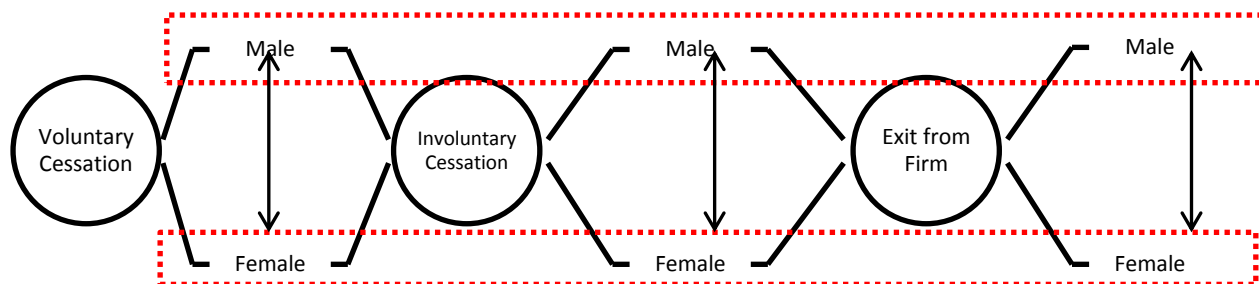 Male
Male
Male
Voluntary
Cessation
Involuntary
Cessation
Exit from
Firm
Female
Female
Female